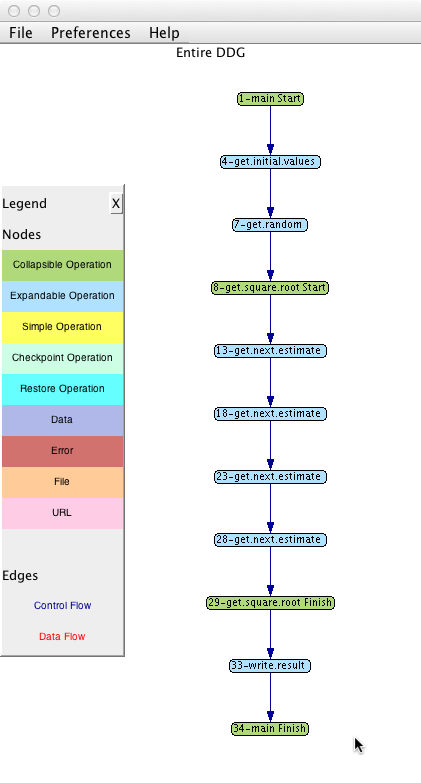 File Preferences Help
Entire DDG
Legend X
Nodes
Collapsible Operation
Expandable Operation
Simple Operation
Checkpoint Operation
Restore Operation
Data
Error
File
URL
Edges
Control Flow
Data Flow
1-main Start
4-get.initial.values
7-get.random
8-get.square.root Start
13-get.next.estimate
18-get.next.estimate
23-get.next.estimate
28-get.next.estimate
29-get.square.root Finish
33-write.result
34-main Finish